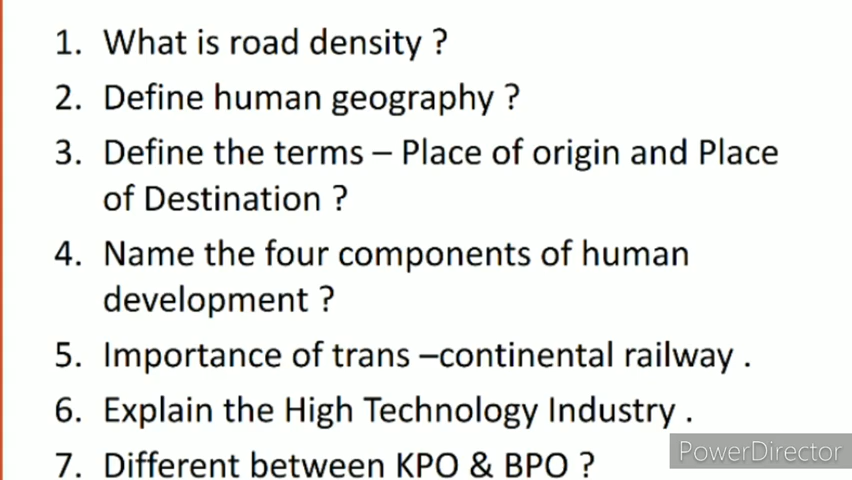 1. What is road density ?
2. Define human geography ?
3. Define the terms – Place of origin and Place
of Destination ?
4. Name the four components of human
development ?
5. Importance of trans –continental railway .
6. Explain the High Technology Industry .
7. Different between KPO & BPO ?
PowerDirector